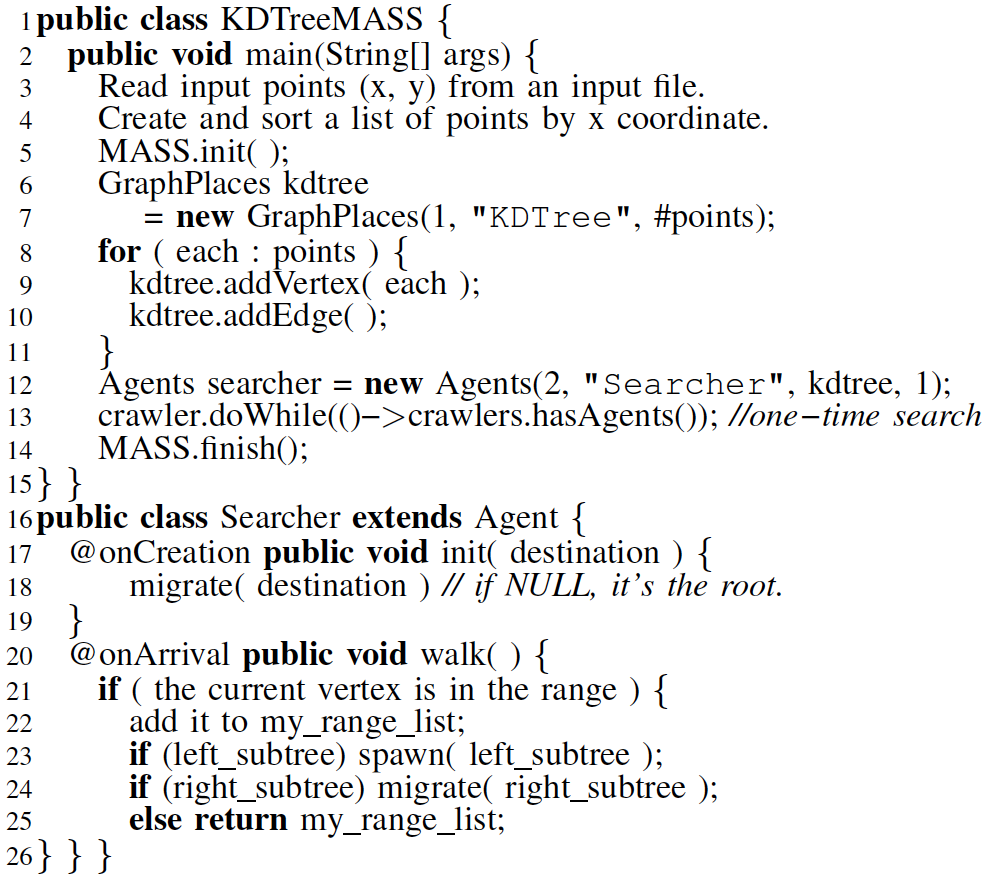 1 public class KDTreeMASS {
2 public void main(String[] args) {
3 Read input points (x, y) from an input file.
4 Create and sort a list of points by x coordinate.
5 MASS.init( );
6 GraphPlaces kdtree
7 = new GraphPlaces(1, "KDTree", #points);
8 for ( each : points ) {
9 kdtree.addVertex( each );
10 kdtree.addEdge( );
11 }
12 Agents searcher = new Agents(2, "Searcher", kdtree, 1);
13 crawler.doWhile(()−>crawlers.hasAgents()); //one−time search
14 MASS.finish();
15 } }
16 public class Searcher extends Agent {
17 @onCreation public void init( destination ) {
18 migrate( destination ) // if NULL, it's the root.
19 }
20 @onArrival public void walk( ) {
21 if ( the current vertex is in the range ) {
22 add it to my_range_list;
23 if (left_subtree) spawn( left_subtree );
24 if (right_subtree) migrate( right_subtree );
25 else return my_range_list;
26 } } }